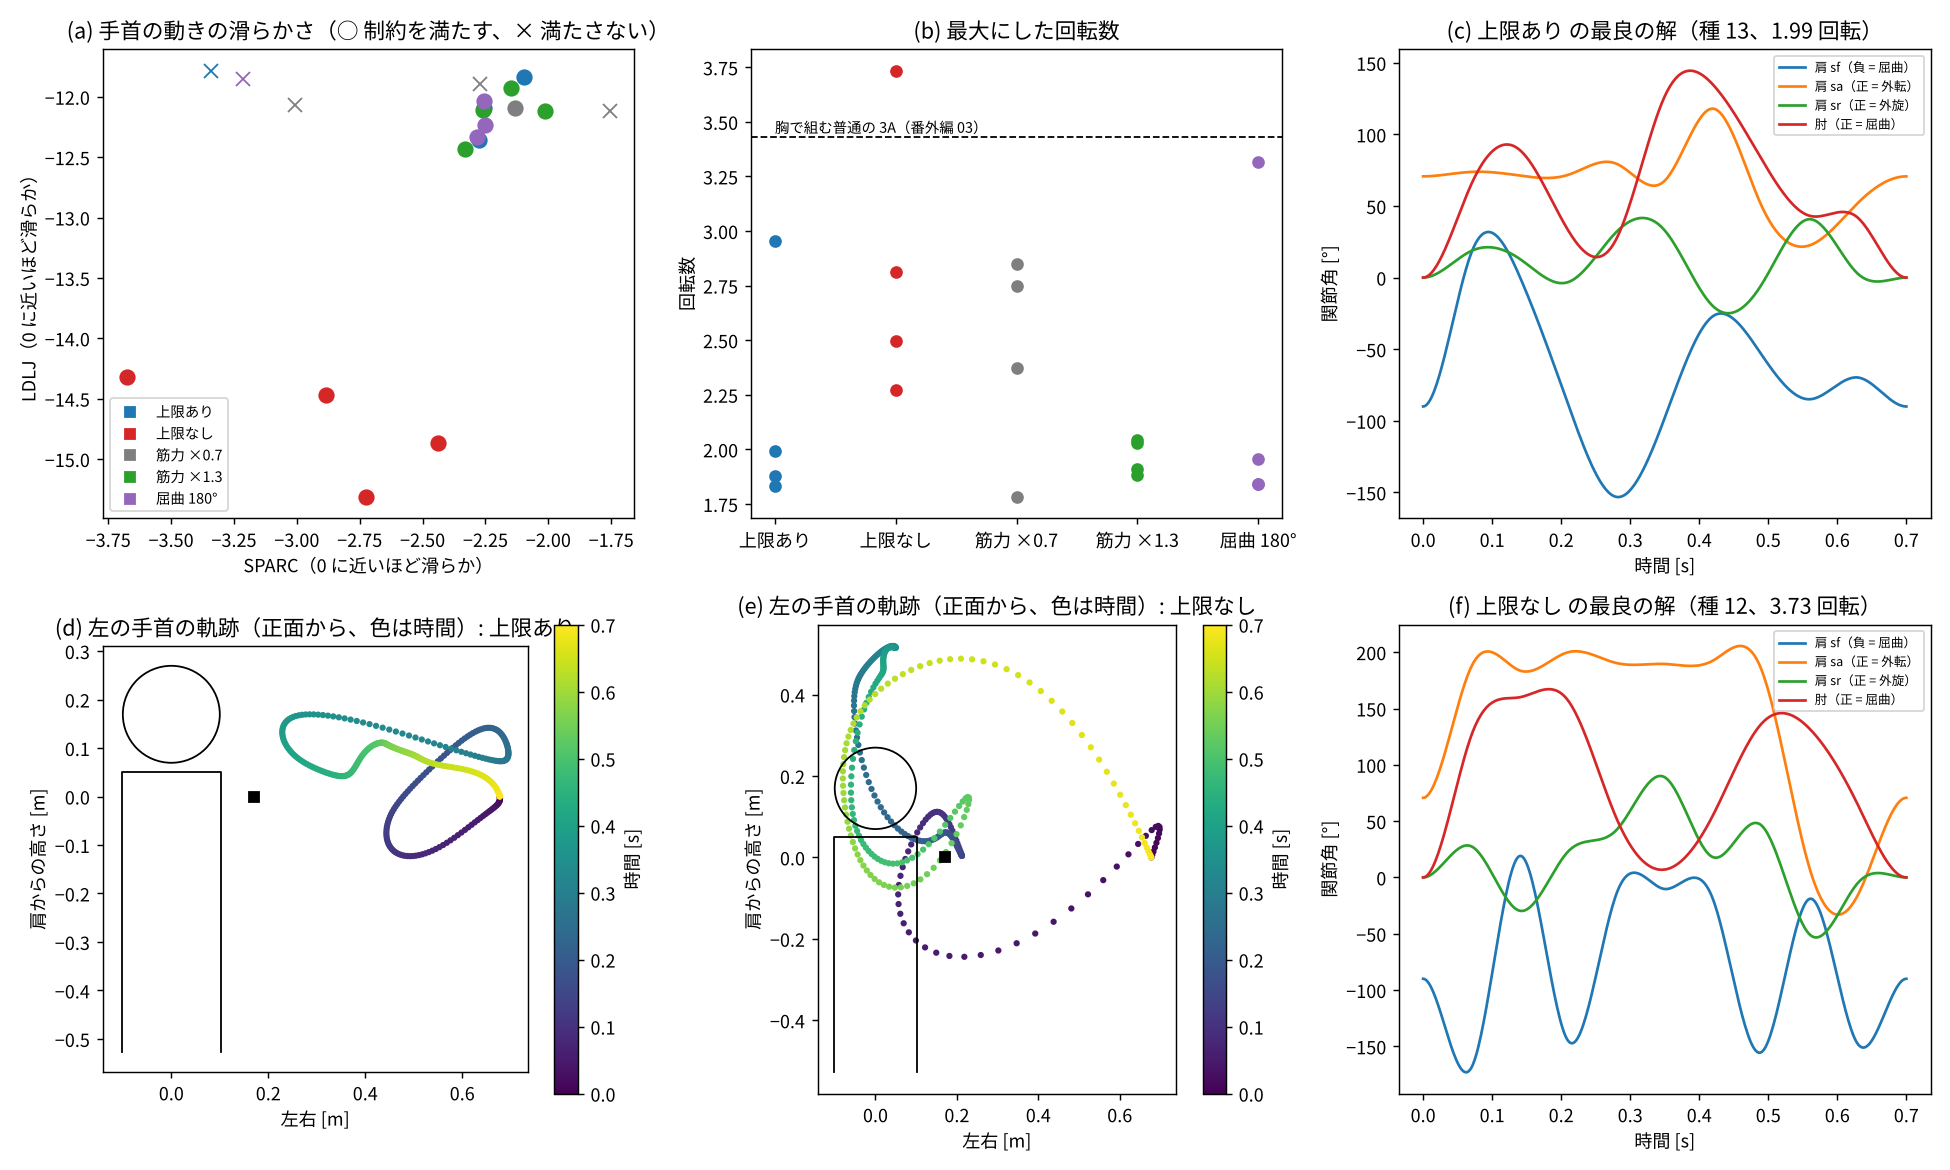 (a) 手首の動きの滑らかさ（○ 制約を満たす、× 満たさない）
LDLJ（0 に近いほど滑らか）
−12.0
−12.5
−13.0
−13.5
−14.0
−14.5
−15.0
上限あり
上限なし
筋力 ×0.7
筋力 ×1.3
屈曲 180°
−3.75 −3.50 −3.25 −3.00 −2.75 −2.50 −2.25 −2.00 −1.75
SPARC（0 に近いほど滑らか）
(b) 最大にした回転数
回転数
3.75
3.50
3.25
3.00
2.75
2.50
2.25
2.00
1.75
胸で組む普通の 3A（番外編 03）
上限あり 上限なし 筋力 ×0.7 筋力 ×1.3 屈曲 180°
(c) 上限あり の最良の解（種 13、1.99 回転）
関節角 [°]
150
100
50
0
−50
−100
−150
肩 sf（負 = 屈曲）
肩 sa（正 = 外転）
肩 sr（正 = 外旋）
肘（正 = 屈曲）
0.0 0.1 0.2 0.3 0.4 0.5 0.6 0.7
時間 [s]
(d) 左の手首の軌跡（正面から、色は時間）: 上限あり
肩からの高さ [m]
0.3
0.2
0.1
0.0
−0.1
−0.2
−0.3
−0.4
−0.5
0.0 0.2 0.4 0.6
左右 [m]
0.7
0.6
0.5
0.4
0.3
0.2
0.1
0.0
時間 [s]
(e) 左の手首の軌跡（正面から、色は時間）: 上限なし
肩からの高さ [m]
0.4
0.2
0.0
−0.2
−0.4
0.0 0.2 0.4 0.6
左右 [m]
0.7
0.6
0.5
0.4
0.3
0.2
0.1
0.0
時間 [s]
(f) 上限なし の最良の解（種 12、3.73 回転）
関節角 [°]
200
150
100
50
0
−50
−100
−150
肩 sf（負 = 屈曲）
肩 sa（正 = 外転）
肩 sr（正 = 外旋）
肘（正 = 屈曲）
0.0 0.1 0.2 0.3 0.4 0.5 0.6 0.7
時間 [s]